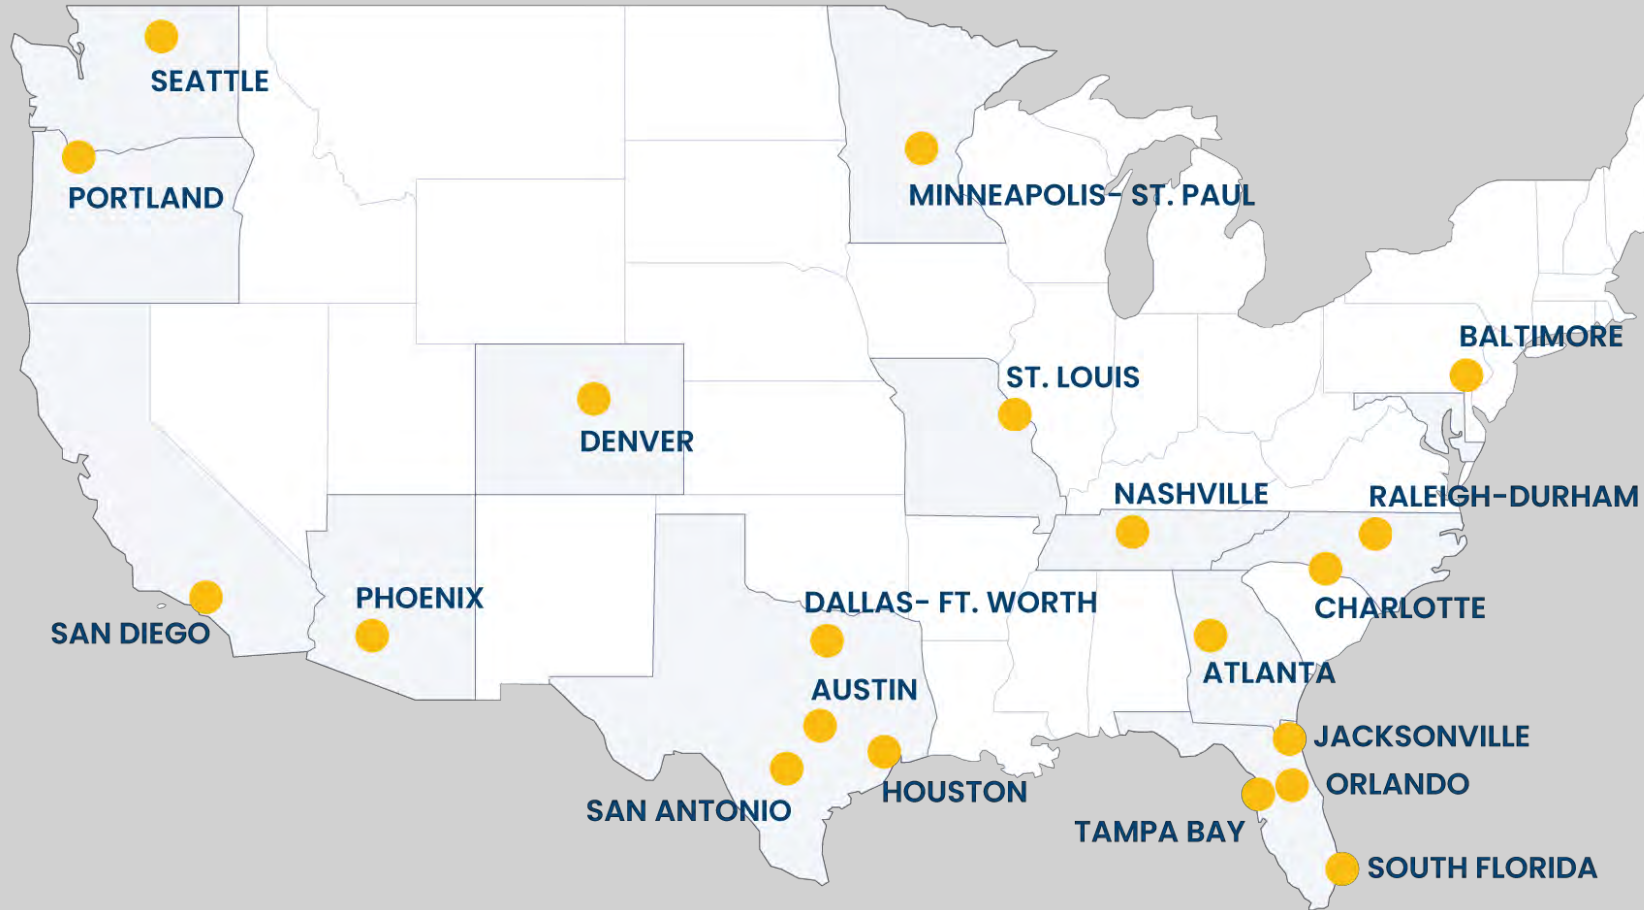 SEATTLE
PORTLAND
MINNEAPOLIS- ST. PAUL
BALTIMORE
ST. LOUIS
DENVER
NASHVILLE
RALEIGH-DURHAM
PHOENIX
DALLAS- FT. WORTH
CHARLOTTE
SAN DIEGO
ATLANTA
AUSTIN
JACKSONVILLE
ORLANDO
HOUSTON
SAN ANTONIO
TAMPA BAY
SOUTH FLORIDA